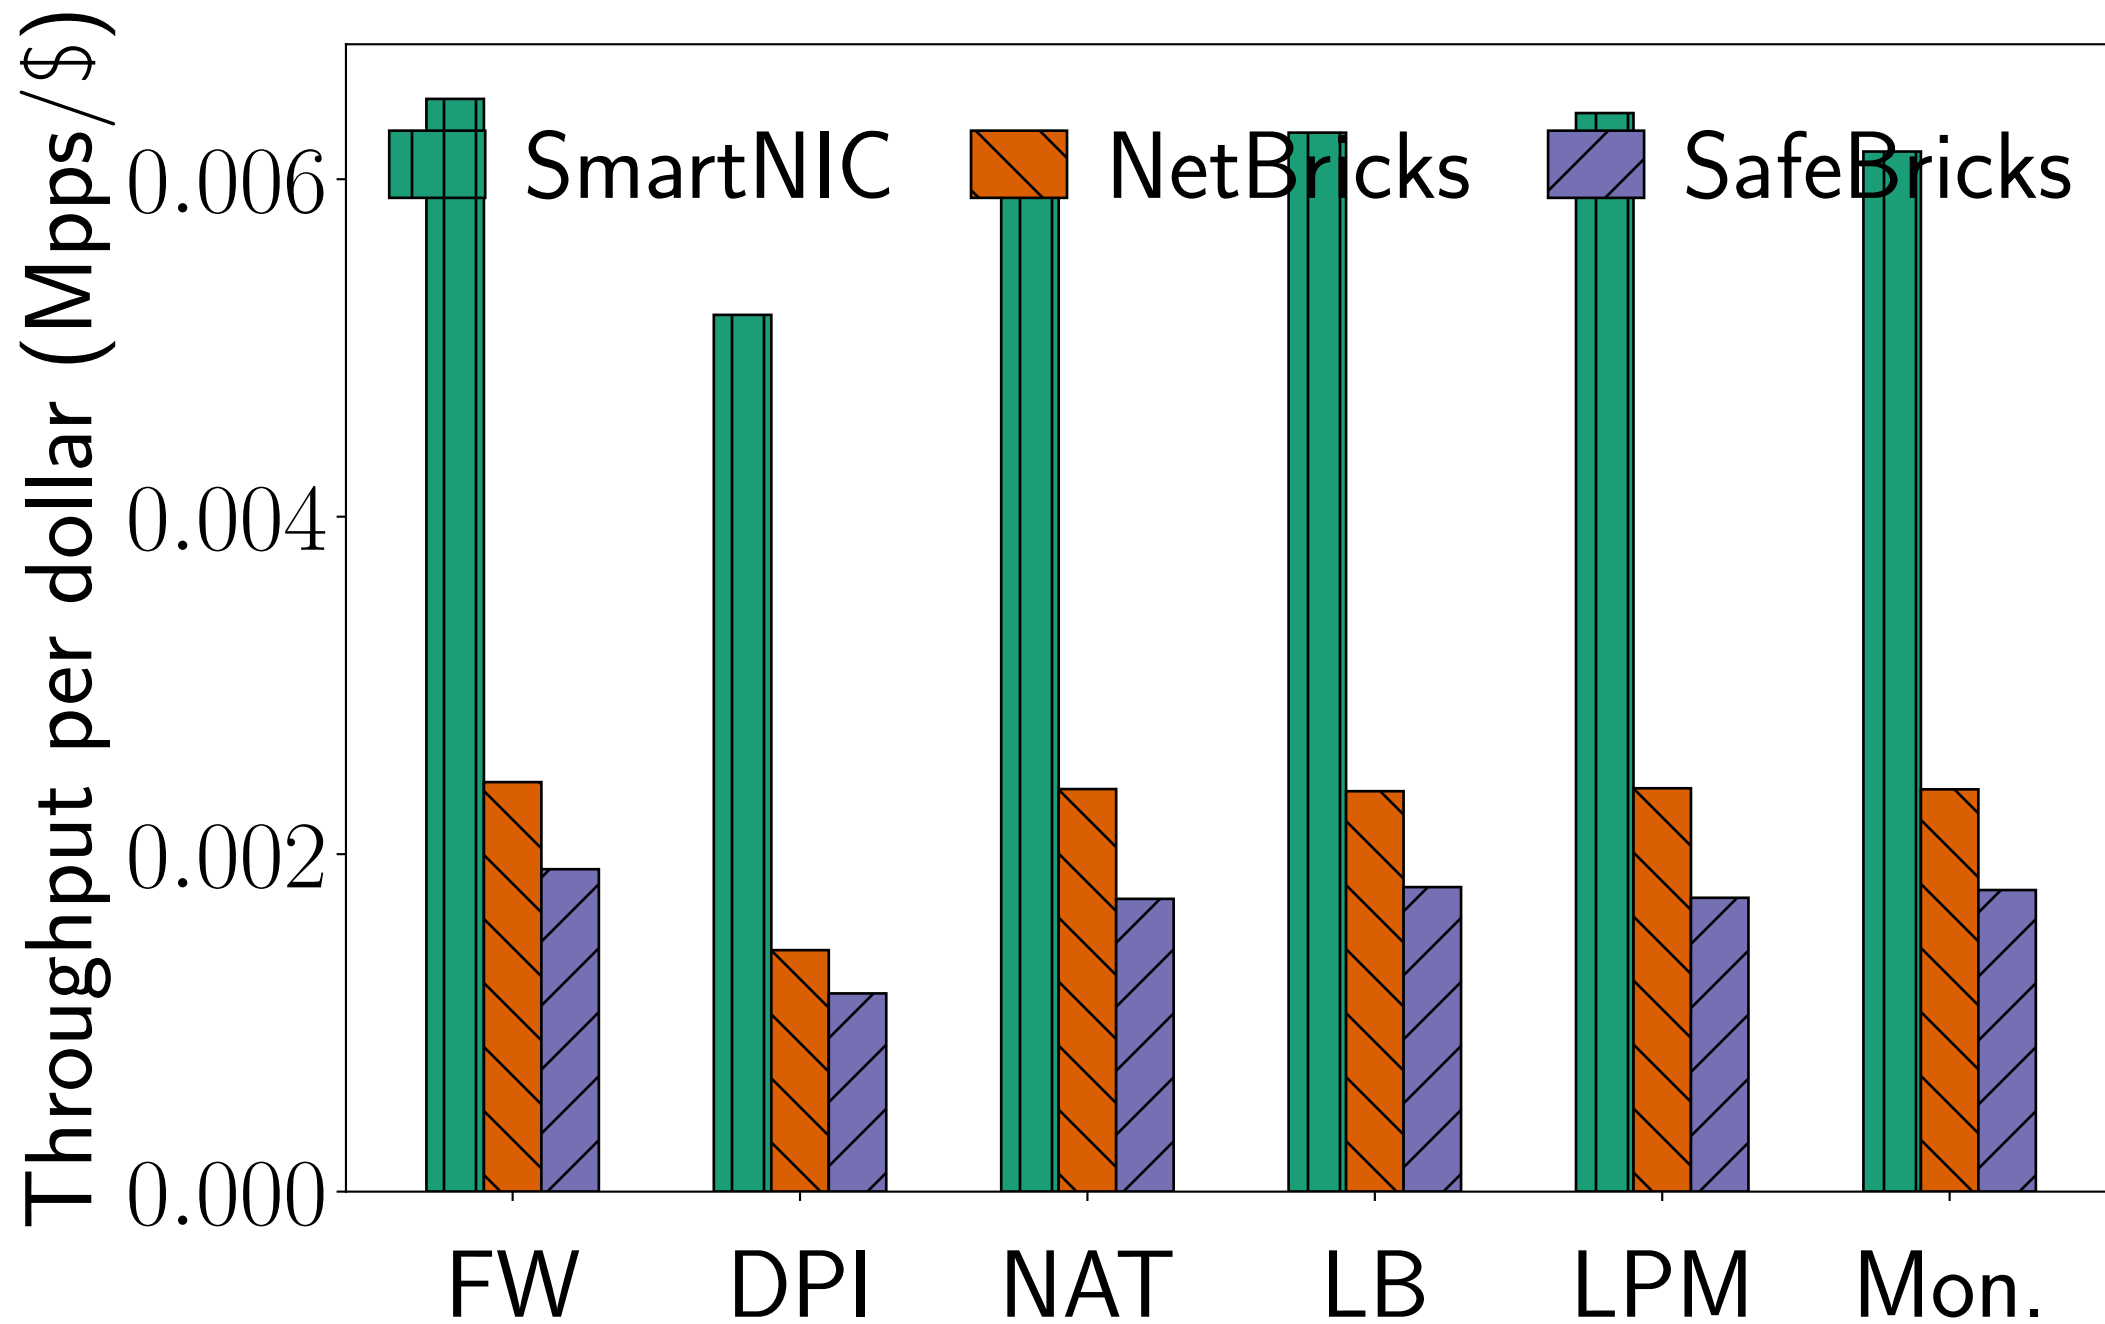 Throughput per dollar (Mpps/$)
0.006
0.004
0.002
0.000
SmartNIC NetBricks SafeBricks
FW DPI NAT LB LPM Mon.